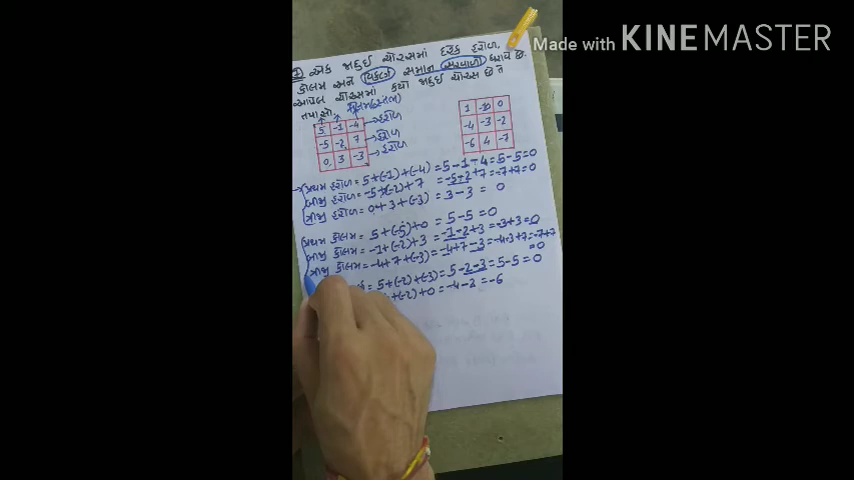 Made with KINEMASTER
એક જાદુઈ ચોરસમાં દરેક હરોળ,
કોલમ અને વિકર્ણ સમાન સરવાળો ધરાવે છે.
આપેલ ચોરસમાં કયો જાદુઈ ચોરસ છે તે
તપાસો.
5 -1 -4 → હરોળ
-5 -2 7 → હરોળ
0 3 -3 → હરોળ
1 -10 0
-4 -3 -2
-6 4 -7
પ્રથમ હરોળ = 5+(-1)+(-4) = 5-1-4 = 5-5 = 0
બીજી હરોળ = -5+(-2)+7 = -5-2+7 = -7+7 = 0
ત્રીજી હરોળ = 0+3+(-3) = 3-3 = 0
પ્રથમ કોલમ = 5+(-5)+0 = 5-5 = 0
બીજી કોલમ = -1+(-2)+3 = -1-2+3 = -3+3 = 0
ત્રીજી કોલમ = -4+7+(-3) = -4+7-3 = -4-3+7 = -7+7
= 0
= 5+(-2)+(-3) = 5-2-3 = 5-5 = 0
+(-2)+0 = -4-2 = -6